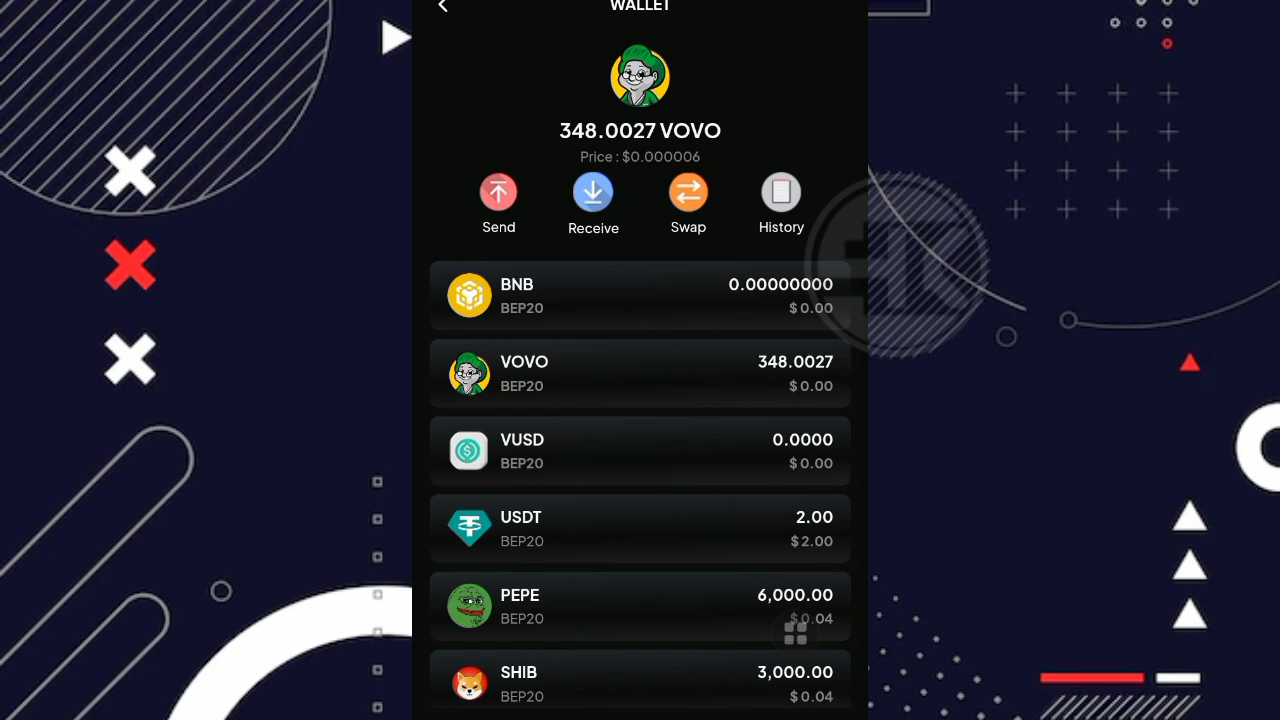 WALLET
348.0027 VOVO
Price : $0.000006
Send
Receive
Swap
History
BNB
0.00000000
BEP20
$ 0.00
VOVO
348.0027
BEP20
$ 0.00
VUSD
0.0000
BEP20
$ 0.00
USDT
2.00
BEP20
$ 2.00
PEPE
6,000.00
BEP20
$ 0.04
SHIB
3,000.00
BEP20
$ 0.04